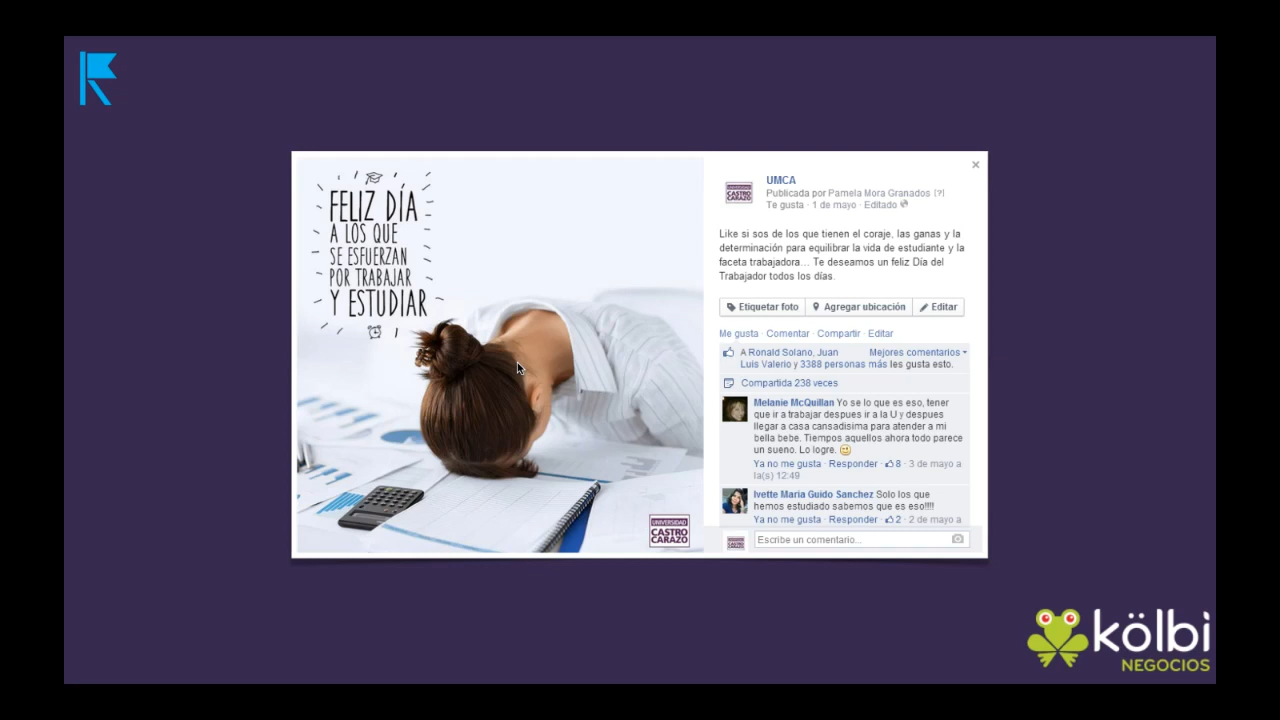 FELIZ DÍA
A LOS QUE
SE ESFUERZAN
POR TRABAJAR
Y ESTUDIAR
UNIVERSIDAD
CASTRO
CARAZO
UMCA
Publicada por Pamela Mora Granados [?]
Te gusta · 1 de mayo · Editado
Like si sos de los que tienen el coraje, las ganas y la
determinación para equilibrar la vida de estudiante y la
faceta trabajadora... Te deseamos un feliz Día del
Trabajador todos los días.
Etiquetar foto Agregar ubicación Editar
Me gusta · Comentar · Compartir · Editar
A Ronald Solano, Juan Mejores comentarios
Luis Valerio y 3388 personas más les gusta esto.
Compartida 238 veces
Melanie McQuillan Yo se lo que es eso, tener
que ir a trabajar despues ir a la U y despues
llegar a casa cansadisima para atender a mi
bella bebe. Tiempos aquellos ahora todo parece
un sueno. Lo logre.
Ya no me gusta · Responder · 8 · 3 de mayo a
la(s) 12:49
Ivette Maria Guido Sanchez Solo los que
hemos estudiado sabemos que es eso!!!!
Ya no me gusta · Responder · 2 · 2 de mayo a
Escribe un comentario...
UNIVERSIDAD
CASTRO
CARAZO
kölbi
NEGOCIOS